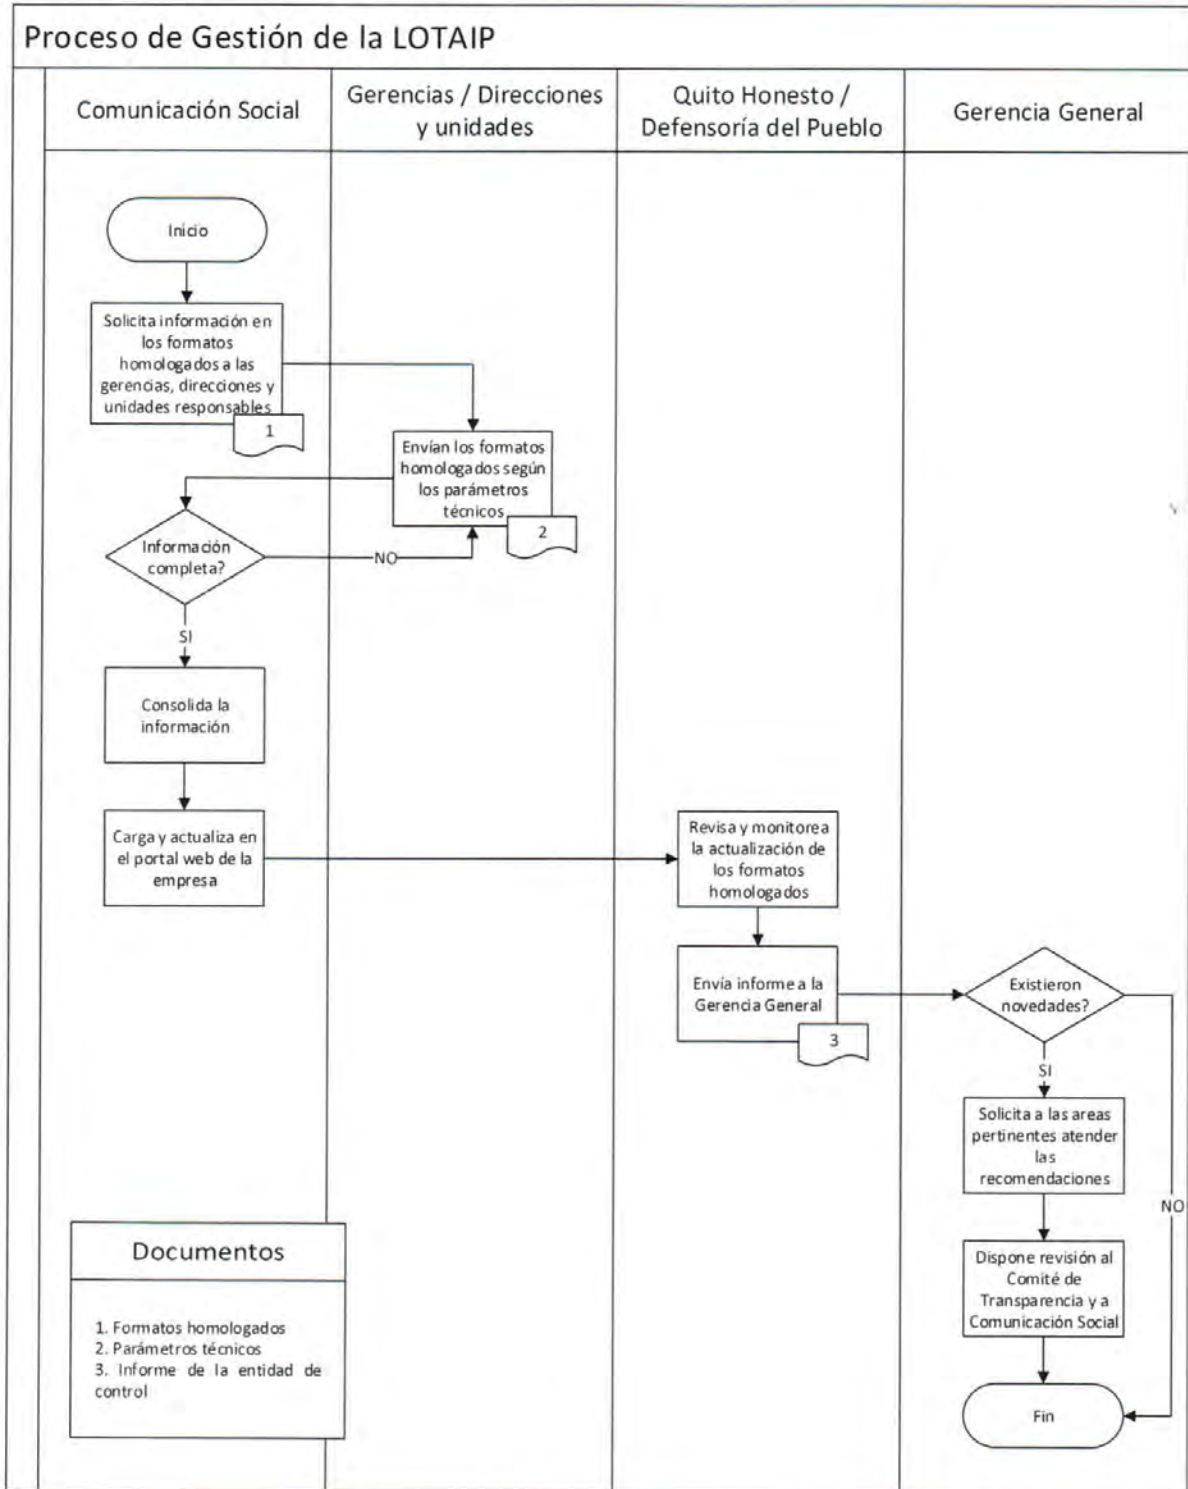 Proceso de Gestión de la LOTAIP
Comunicación Social
Gerencias / Direcciones
y unidades
Quito Honesto /
Defensoría del Pueblo
Gerencia General
Inicio
Solicita información en
los formatos
homologados a las
gerencias, direcciones y
unidades responsables
1
Envían los formatos
homologados según
los parámetros
técnicos
2
Información
completa?
NO
SI
Consolida la
información
Carga y actualiza en
el portal web de la
empresa
Revisa y monitorea
la actualización de
los formatos
homologados
Envía informe a la
Gerencia General
3
Existieron
novedades?
SI
NO
Solicita a las areas
pertinentes atender
las
recomendaciones
Dispone revisión al
Comité de
Transparencia y a
Comunicación Social
Fin
Documentos
1. Formatos homologados
2. Parámetros técnicos
3. Informe de la entidad de
control